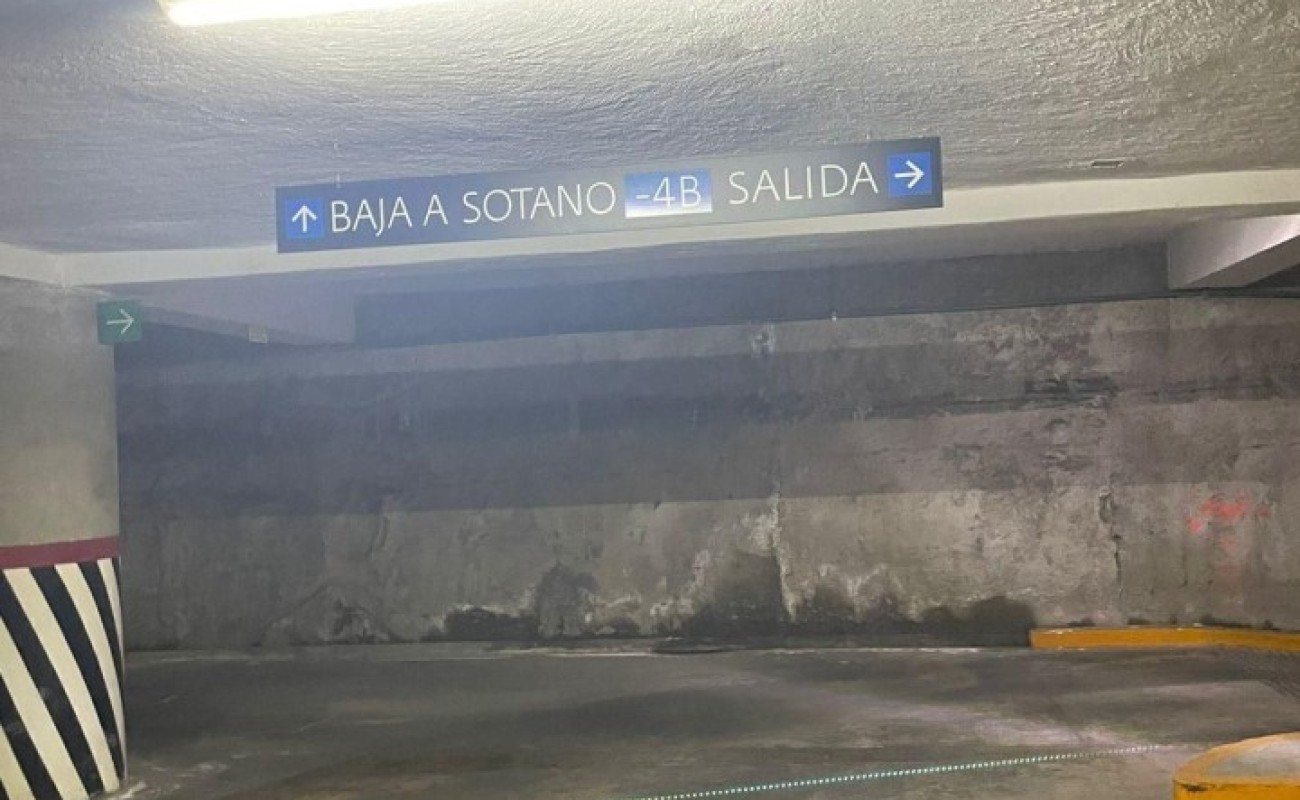 ↑ BAJA A SOTANO -4B SALIDA →